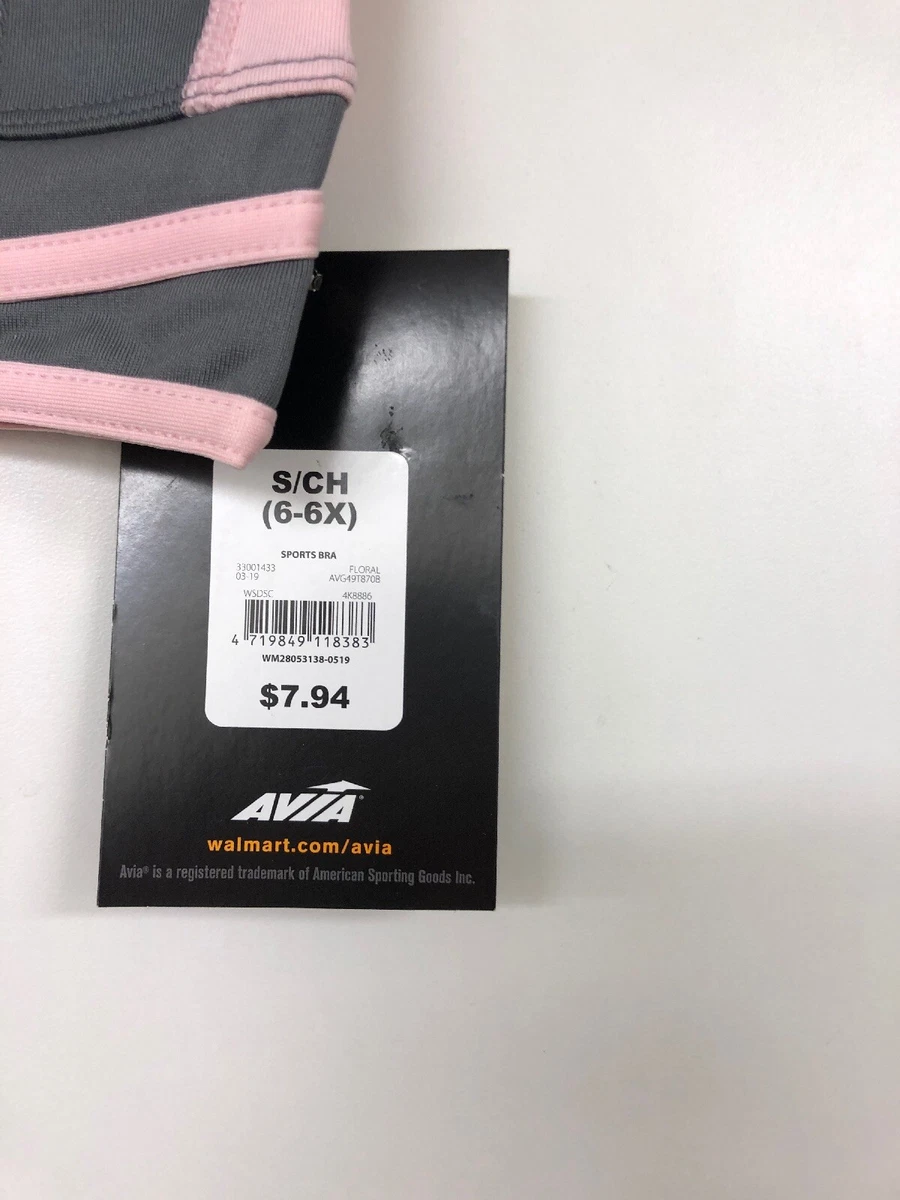 S/CH
(6-6X)
SPORTS BRA
33001433 FLORAL
03-19 AVG49T870B
WSDSC 4K8886
4 719849 118383
WM28053138-0519
$7.94
AVIA®
walmart.com/avia
Avia® is a registered trademark of American Sporting Goods Inc.